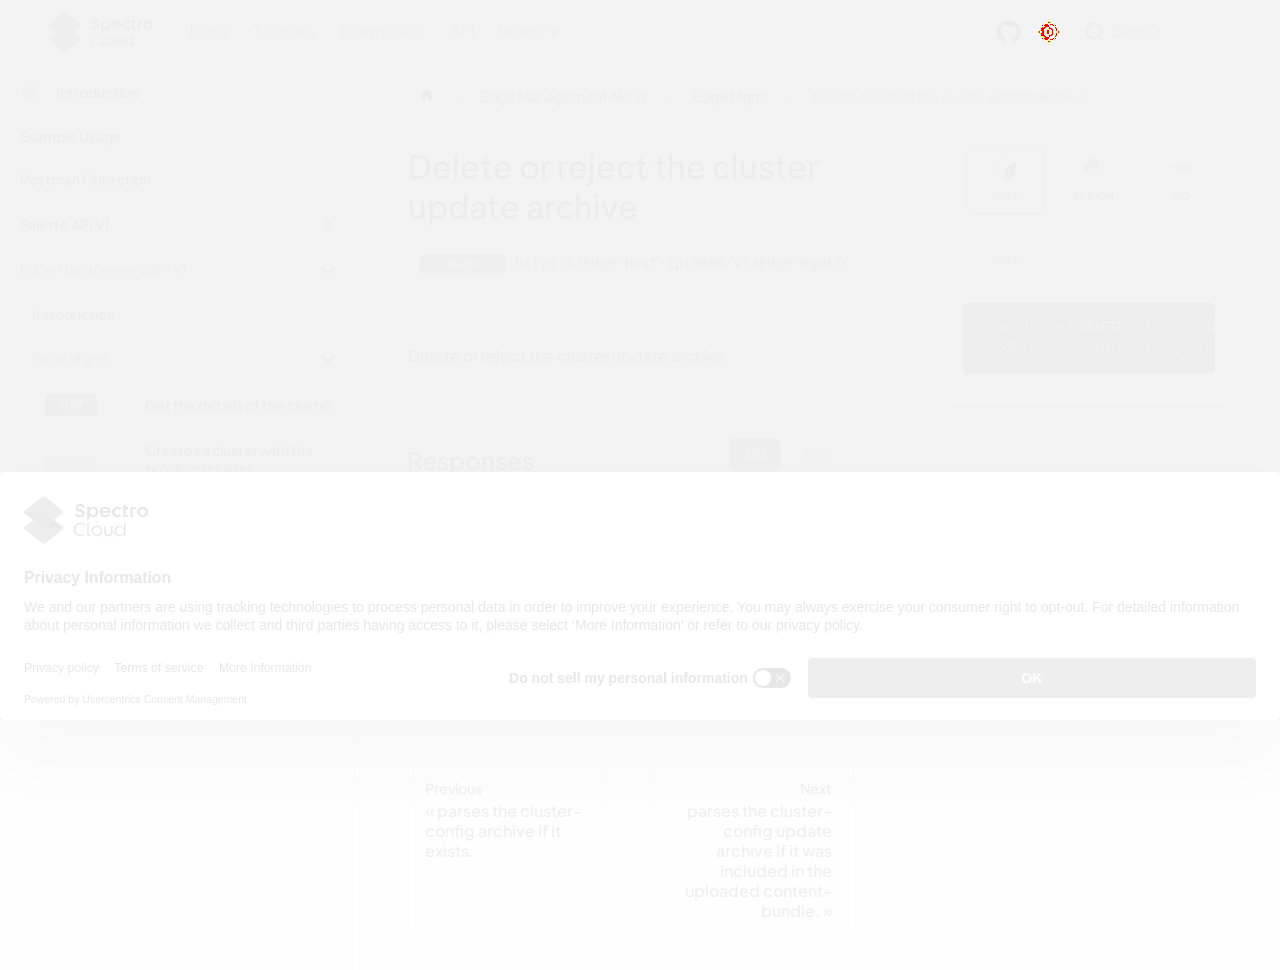 Spectro Cloud
Docs Tutorials Downloads API latest
Search
Introduction
Edge Management API V1 Edge Mgmt Delete or reject the cluster update archive
Example Usage
Postman Collection
Palette API V1
Edge Management API V1
Introduction
Edge Mgmt
GET Get the details of the cluster.
Creates a cluster with the
provided cluster
Delete or reject the cluster
update archive
https://edge-host-ip:5080/v1/edge-mgmt/
Delete or reject the cluster update archive
Responses
202
CURL PYTHON GO
CURL
DELETE
Spectro
Cloud
Privacy Information
We and our partners are using tracking technologies to process personal data in order to improve your experience. You may always exercise your consumer right to opt-out. For detailed information
about personal information we collect and third parties having access to it, please select ‘More Information’ or refer to our privacy policy.
Privacy policy Terms of service More Information
Do not sell my personal information
OK
Powered by Usercentrics Consent Management
Previous
« parses the cluster-
config archive if it
exists.
Next
parses the cluster-
config update
archive if it was
included in the
uploaded content-
bundle. »